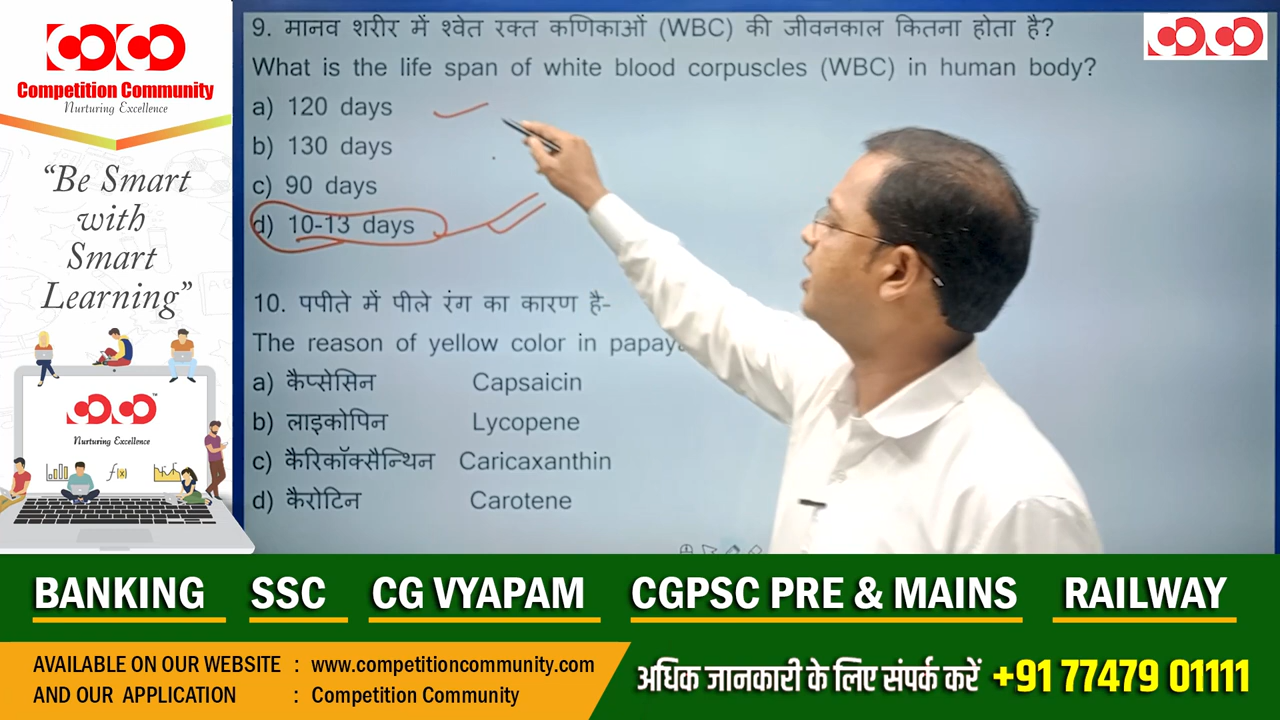 Competition Community
Nurturing Excellence
“Be Smart
with
Smart
Learning”
Nurturing Excellence
f(x)
9. मानव शरीर में श्वेत रक्त कणिकाओं (WBC) की जीवनकाल कितना होता है?
What is the life span of white blood corpuscles (WBC) in human body?
a) 120 days
b) 130 days
c) 90 days
d) 10-13 days
10. पपीते में पीले रंग का कारण है-
The reason of yellow color in papaya
a) कैप्सेसिन Capsaicin
b) लाइकोपिन Lycopene
c) कैरिकॉक्सैन्थिन Caricaxanthin
d) कैरोटिन Carotene
BANKING SSC CG VYAPAM CGPSC PRE & MAINS RAILWAY
AVAILABLE ON OUR WEBSITE : www.competitioncommunity.com
AND OUR APPLICATION : Competition Community
अधिक जानकारी के लिए संपर्क करें +91 77479 01111